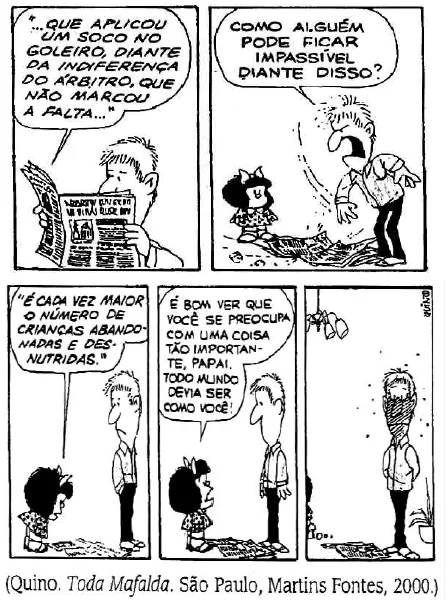 "...QUE APLICOU
UM SOCO NO
GOLEIRO, DIANTE
DA INDIFERENÇA
DO ÁRBITRO, QUE
NÃO MARCOU
A FALTA..."
COMO ALGUÉM
PODE FICAR
IMPASSÍVEL
DIANTE DISSO?
"É CADA VEZ MAIOR
O NÚMERO DE
CRIANÇAS ABANDO-
NADAS E DES-
NUTRIDAS."
É BOM VER QUE
VOCÊ SE PREOCUPA
COM UMA COISA
TÃO IMPORTAN-
TE, PAPAI.
TODO MUNDO
DEVIA SER
COMO VOCÊ!
(Quino. Toda Mafalda. São Paulo, Martins Fontes, 2000.)